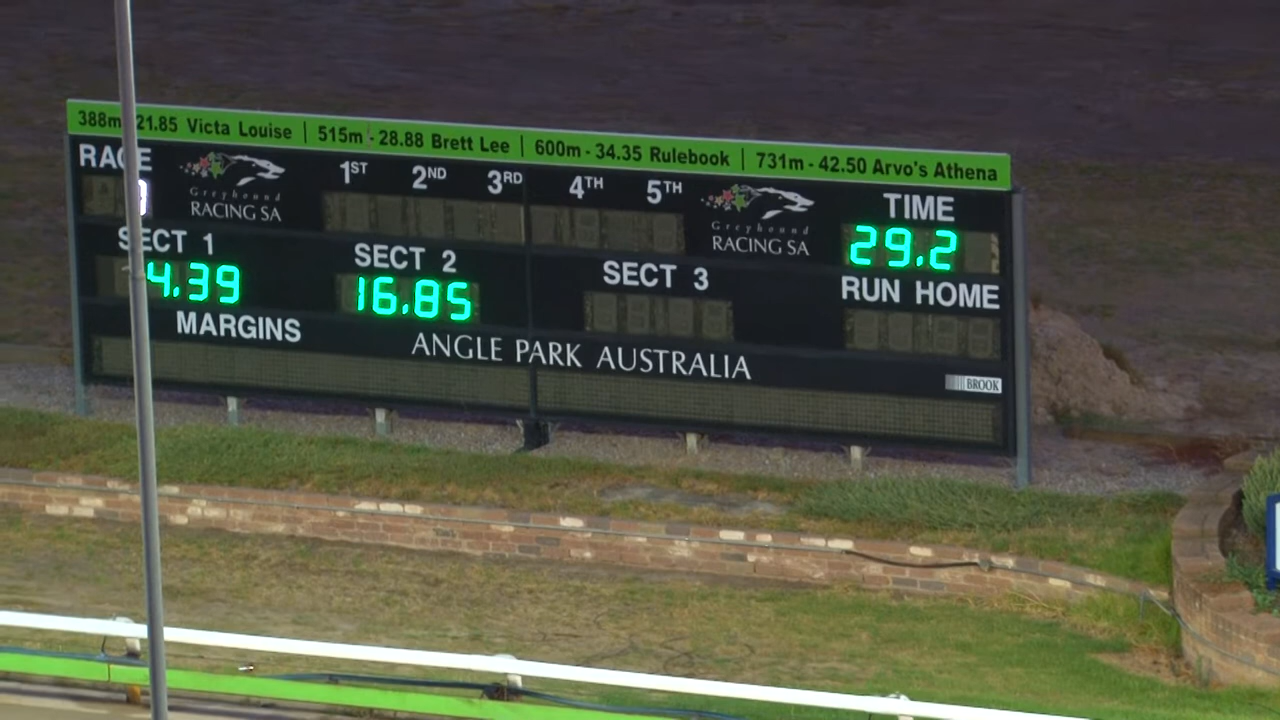 388m 21.85 Victa Louise | 515m - 28.88 Brett Lee | 600m - 34.35 Rulebook | 731m - 42.50 Arvo's Athena
RACE
Greyhound
RACING SA
1ST 2ND 3RD 4TH 5TH
Greyhound
RACING SA
TIME
29.2
SECT 1
4.39
SECT 2
16.85
SECT 3
RUN HOME
MARGINS
ANGLE PARK AUSTRALIA
BROOK